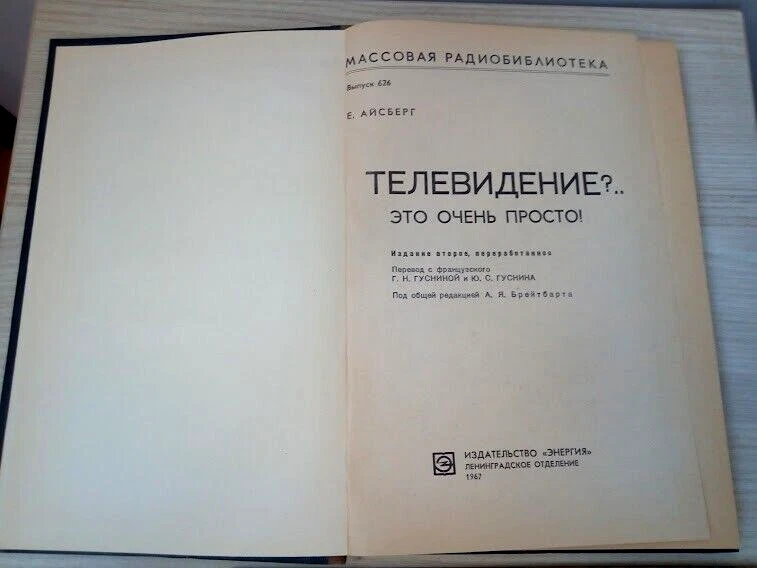 МАССОВАЯ РАДИОБИБЛИОТЕКА
Выпуск 626
Е. АЙСБЕРГ
ТЕЛЕВИДЕНИЕ?..
ЭТО ОЧЕНЬ ПРОСТО!
Издание второе, переработанное
Перевод с французского
Г. Н. ГУСНИНОЙ и Ю. С. ГУСНИНА
Под общей редакцией А. Я. Брейтбарта
ИЗДАТЕЛЬСТВО «ЭНЕРГИЯ»
ЛЕНИНГРАДСКОЕ ОТДЕЛЕНИЕ
1967